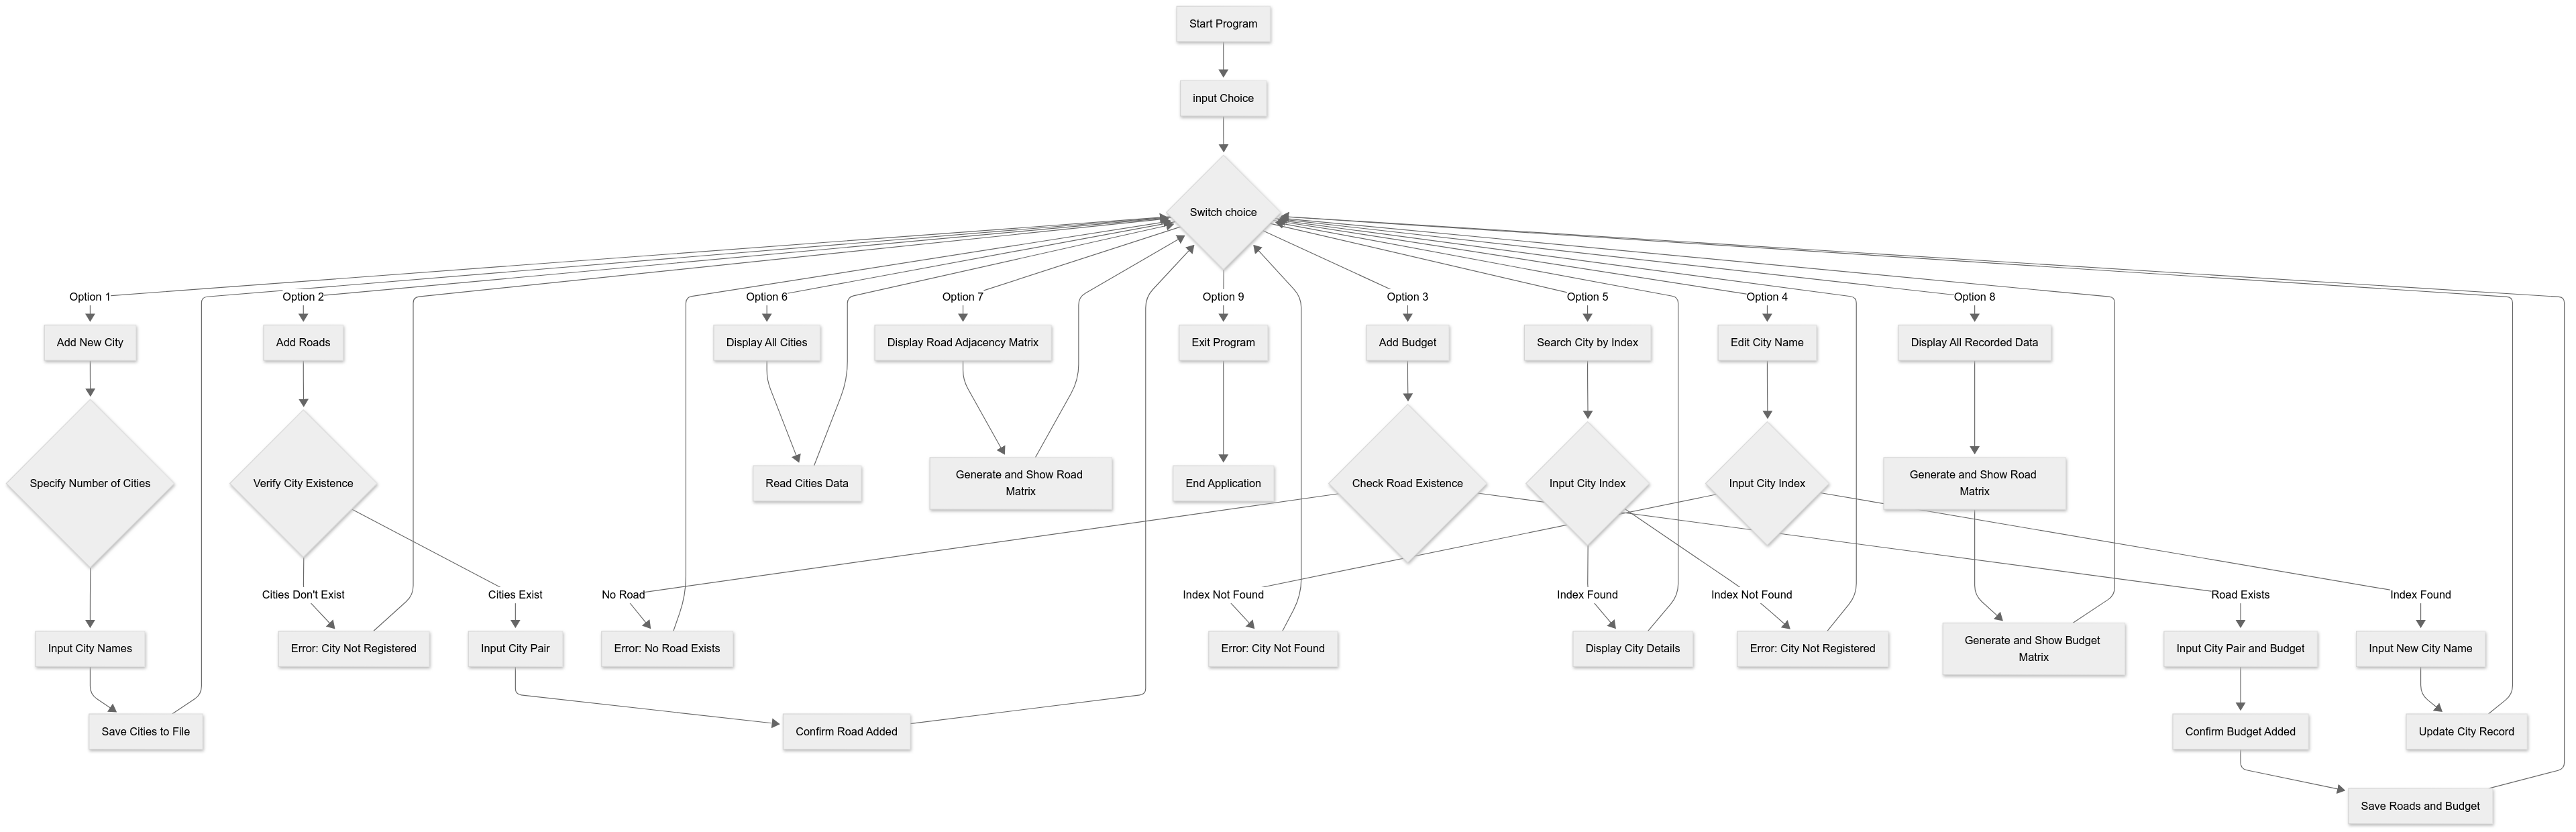 Start Program
input Choice
Switch choice
Option 1
Option 2
Option 6
Option 7
Option 9
Option 3
Option 5
Option 4
Option 8
Add New City
Add Roads
Display All Cities
Display Road Adjacency Matrix
Exit Program
Add Budget
Search City by Index
Edit City Name
Display All Recorded Data
Specify Number of Cities
Verify City Existence
Read Cities Data
Generate and Show Road
Matrix
End Application
Check Road Existence
Input City Index
Input City Index
Generate and Show Road
Matrix
Cities Don't Exist
Cities Exist
No Road
Index Not Found
Index Found
Index Not Found
Road Exists
Index Found
Input City Names
Error: City Not Registered
Input City Pair
Error: No Road Exists
Error: City Not Found
Display City Details
Error: City Not Registered
Generate and Show Budget
Matrix
Input City Pair and Budget
Input New City Name
Save Cities to File
Confirm Road Added
Confirm Budget Added
Update City Record
Save Roads and Budget